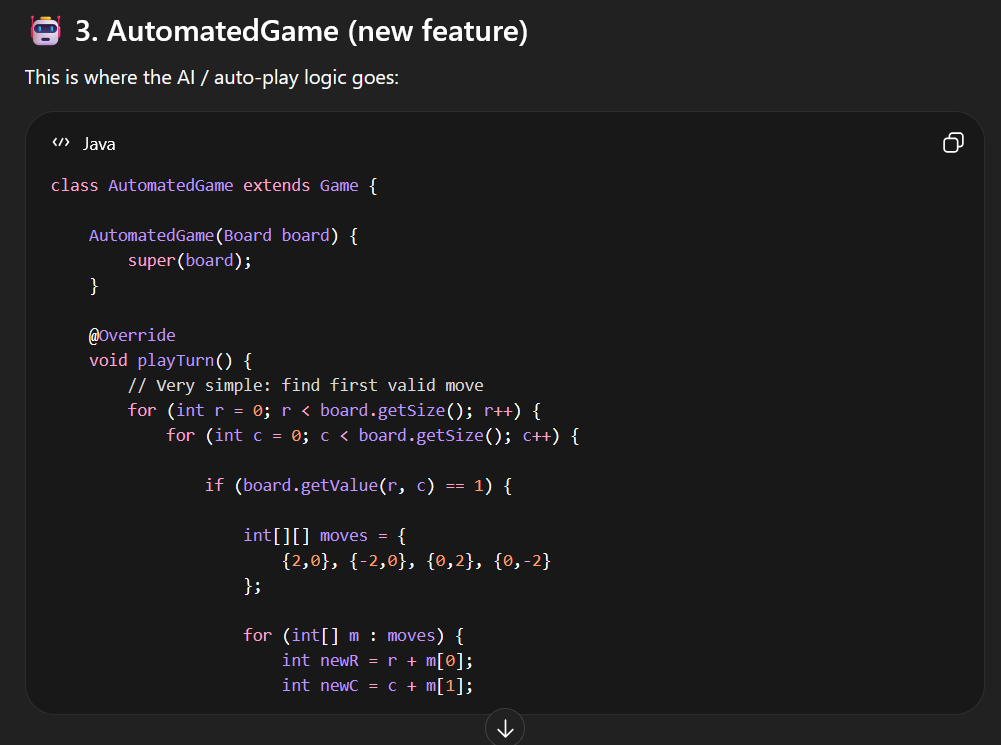 3. AutomatedGame (new feature)
This is where the AI / auto-play logic goes:
Java
class AutomatedGame extends Game {
AutomatedGame(Board board) {
super(board);
}
@Override
void playTurn() {
// Very simple: find first valid move
for (int r = 0; r < board.getSize(); r++) {
for (int c = 0; c < board.getSize(); c++) {
if (board.getValue(r, c) == 1) {
int[][] moves = {
{2,0}, {-2,0}, {0,2}, {0,-2}
};
for (int[] m : moves) {
int newR = r + m[0];
int newC = c + m[1];